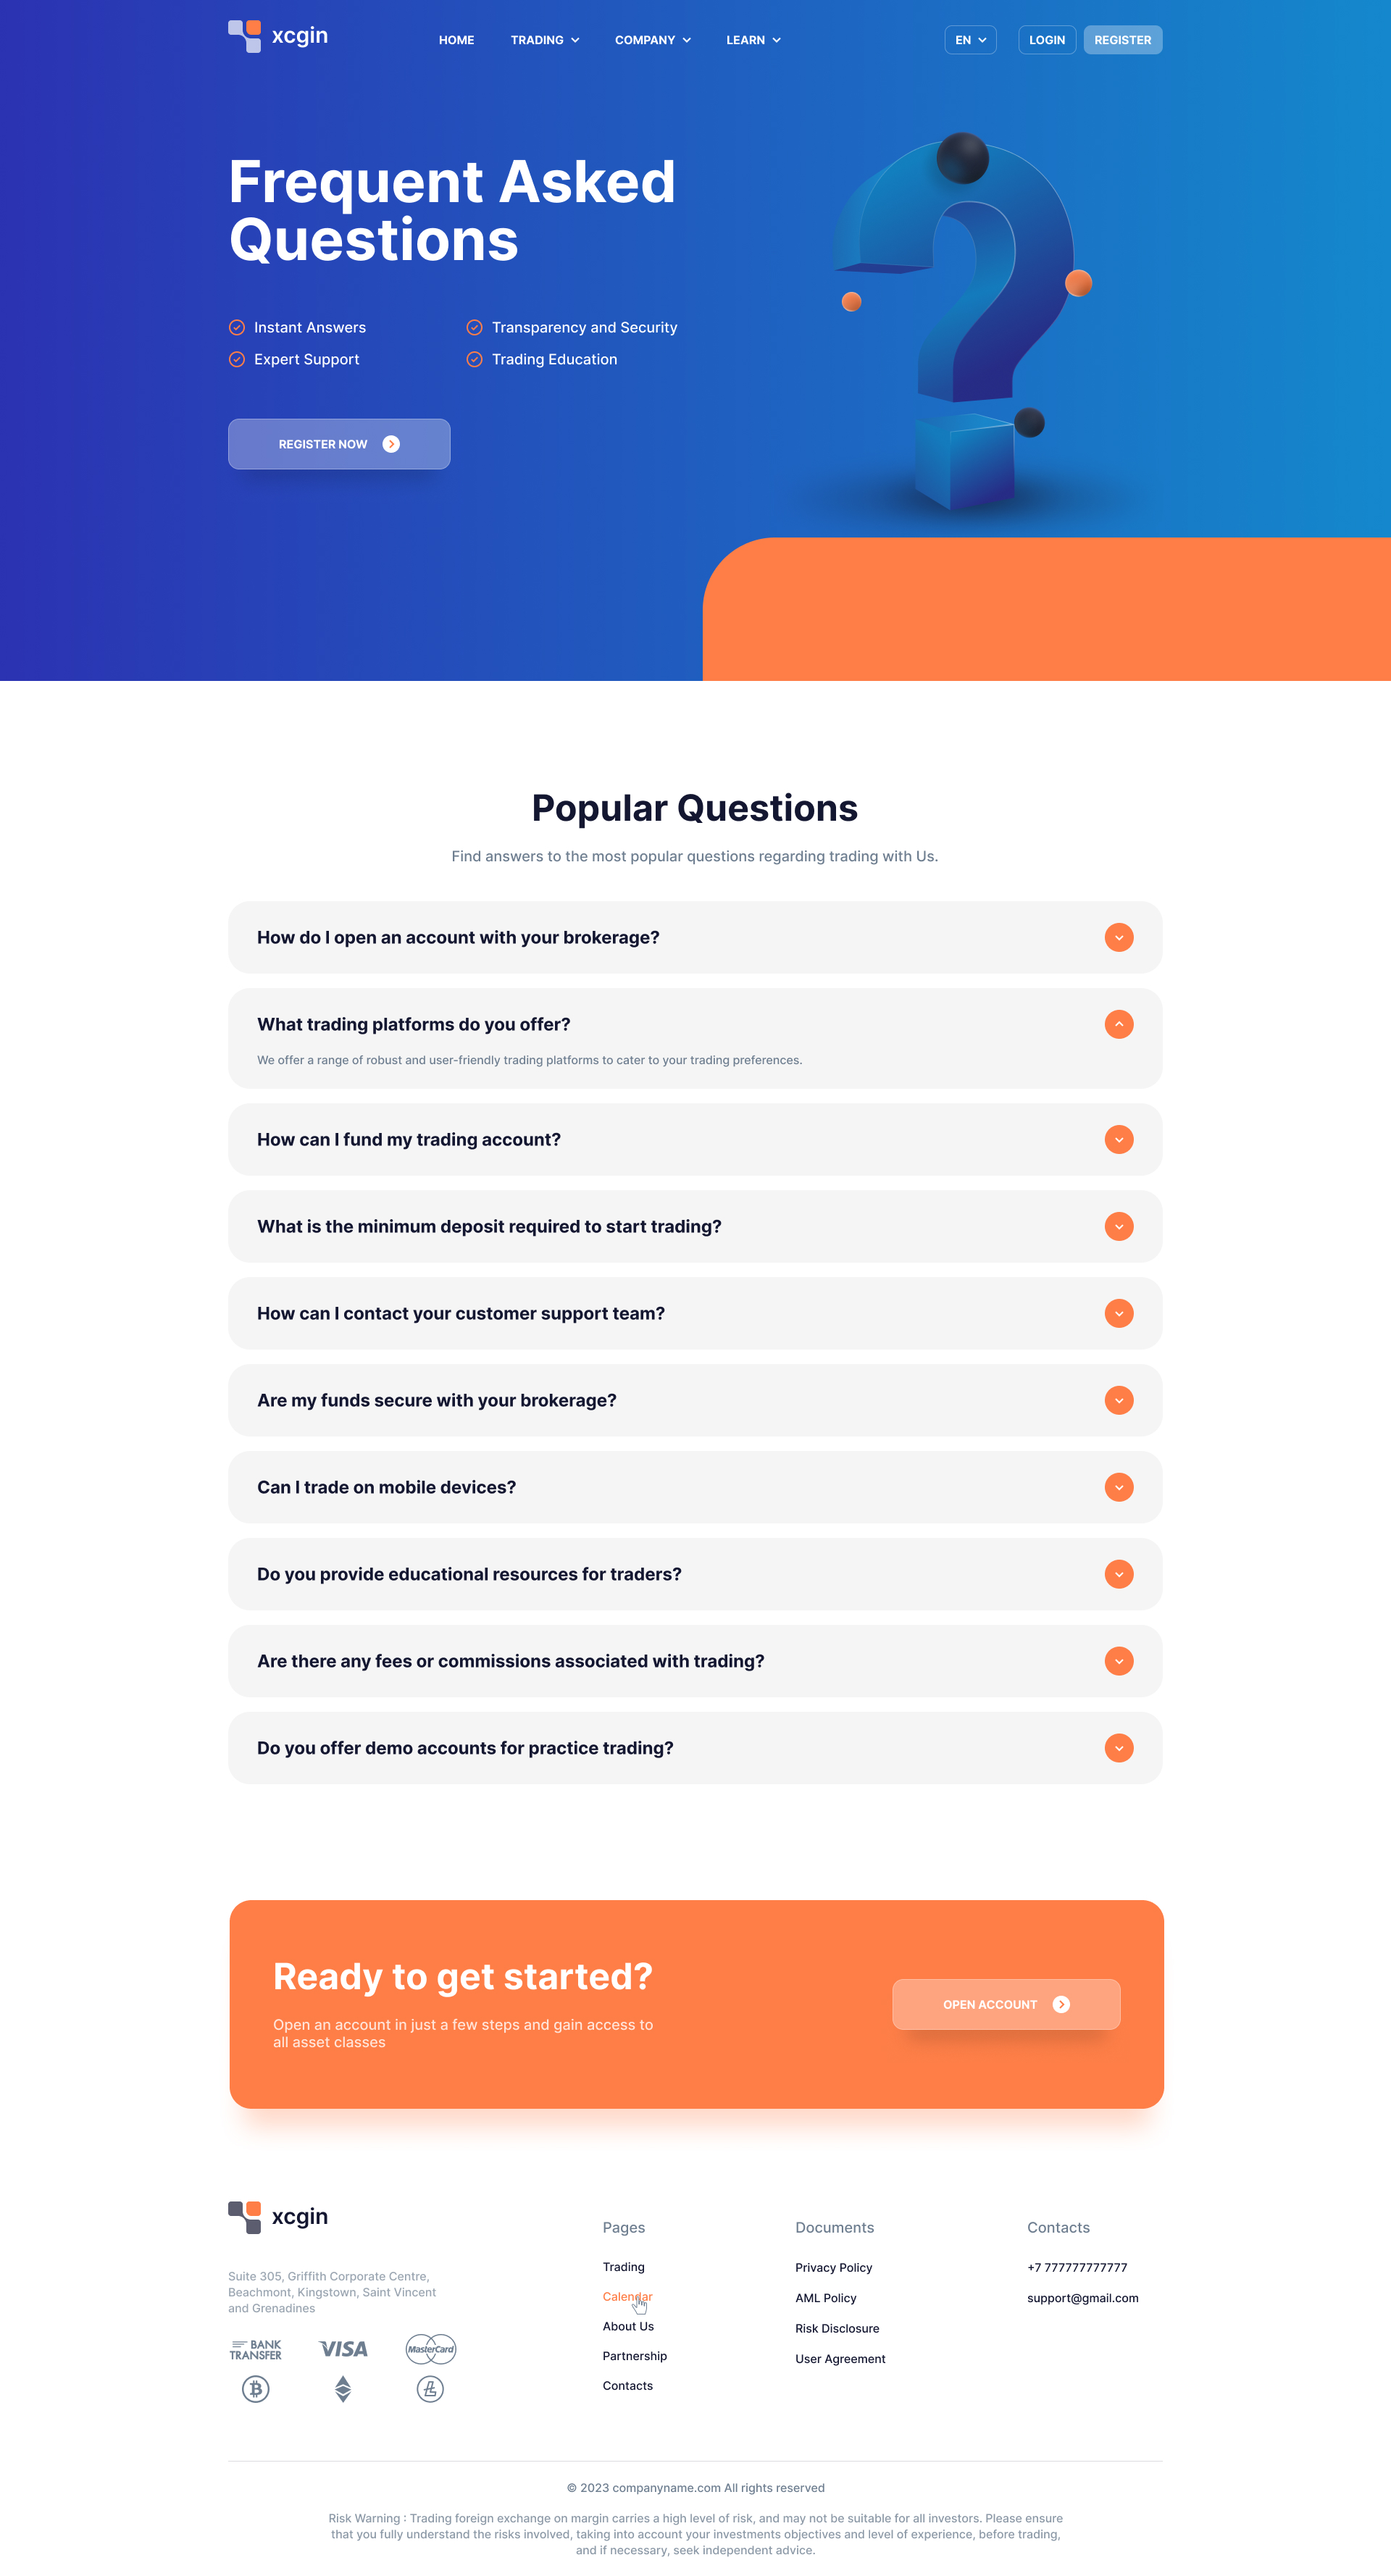 xcgin
HOME TRADING COMPANY LEARN EN LOGIN REGISTER
Frequent Asked
Questions
Instant Answers Transparency and Security
Expert Support Trading Education
REGISTER NOW
Popular Questions
Find answers to the most popular questions regarding trading with Us.
How do I open an account with your brokerage?
What trading platforms do you offer?
We offer a range of robust and user-friendly trading platforms to cater to your trading preferences.
How can I fund my trading account?
What is the minimum deposit required to start trading?
How can I contact your customer support team?
Are my funds secure with your brokerage?
Can I trade on mobile devices?
Do you provide educational resources for traders?
Are there any fees or commissions associated with trading?
Do you offer demo accounts for practice trading?
Ready to get started?
Open an account in just a few steps and gain access to
all asset classes
OPEN ACCOUNT
xcgin
Suite 305, Griffith Corporate Centre,
Beachmont, Kingstown, Saint Vincent
and Grenadines
BANK
TRANSFER
VISA
MasterCard
Pages
Trading
Calendar
About Us
Partnership
Contacts
Documents
Privacy Policy
AML Policy
Risk Disclosure
User Agreement
Contacts
+7 777777777777
support@gmail.com
© 2023 companyname.com All rights reserved
Risk Warning : Trading foreign exchange on margin carries a high level of risk, and may not be suitable for all investors. Please ensure
that you fully understand the risks involved, taking into account your investments objectives and level of experience, before trading,
and if necessary, seek independent advice.